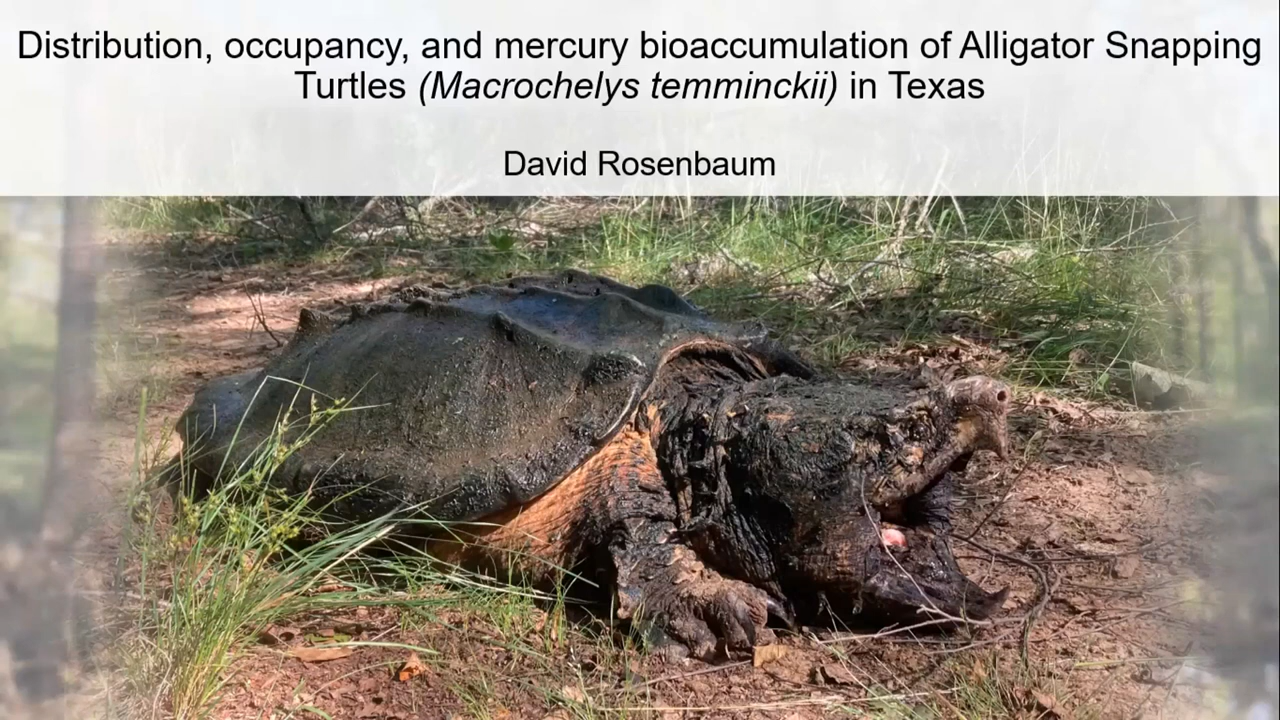 Distribution, occupancy, and mercury bioaccumulation of Alligator Snapping
Turtles (Macrochelys temminckii) in Texas
David Rosenbaum